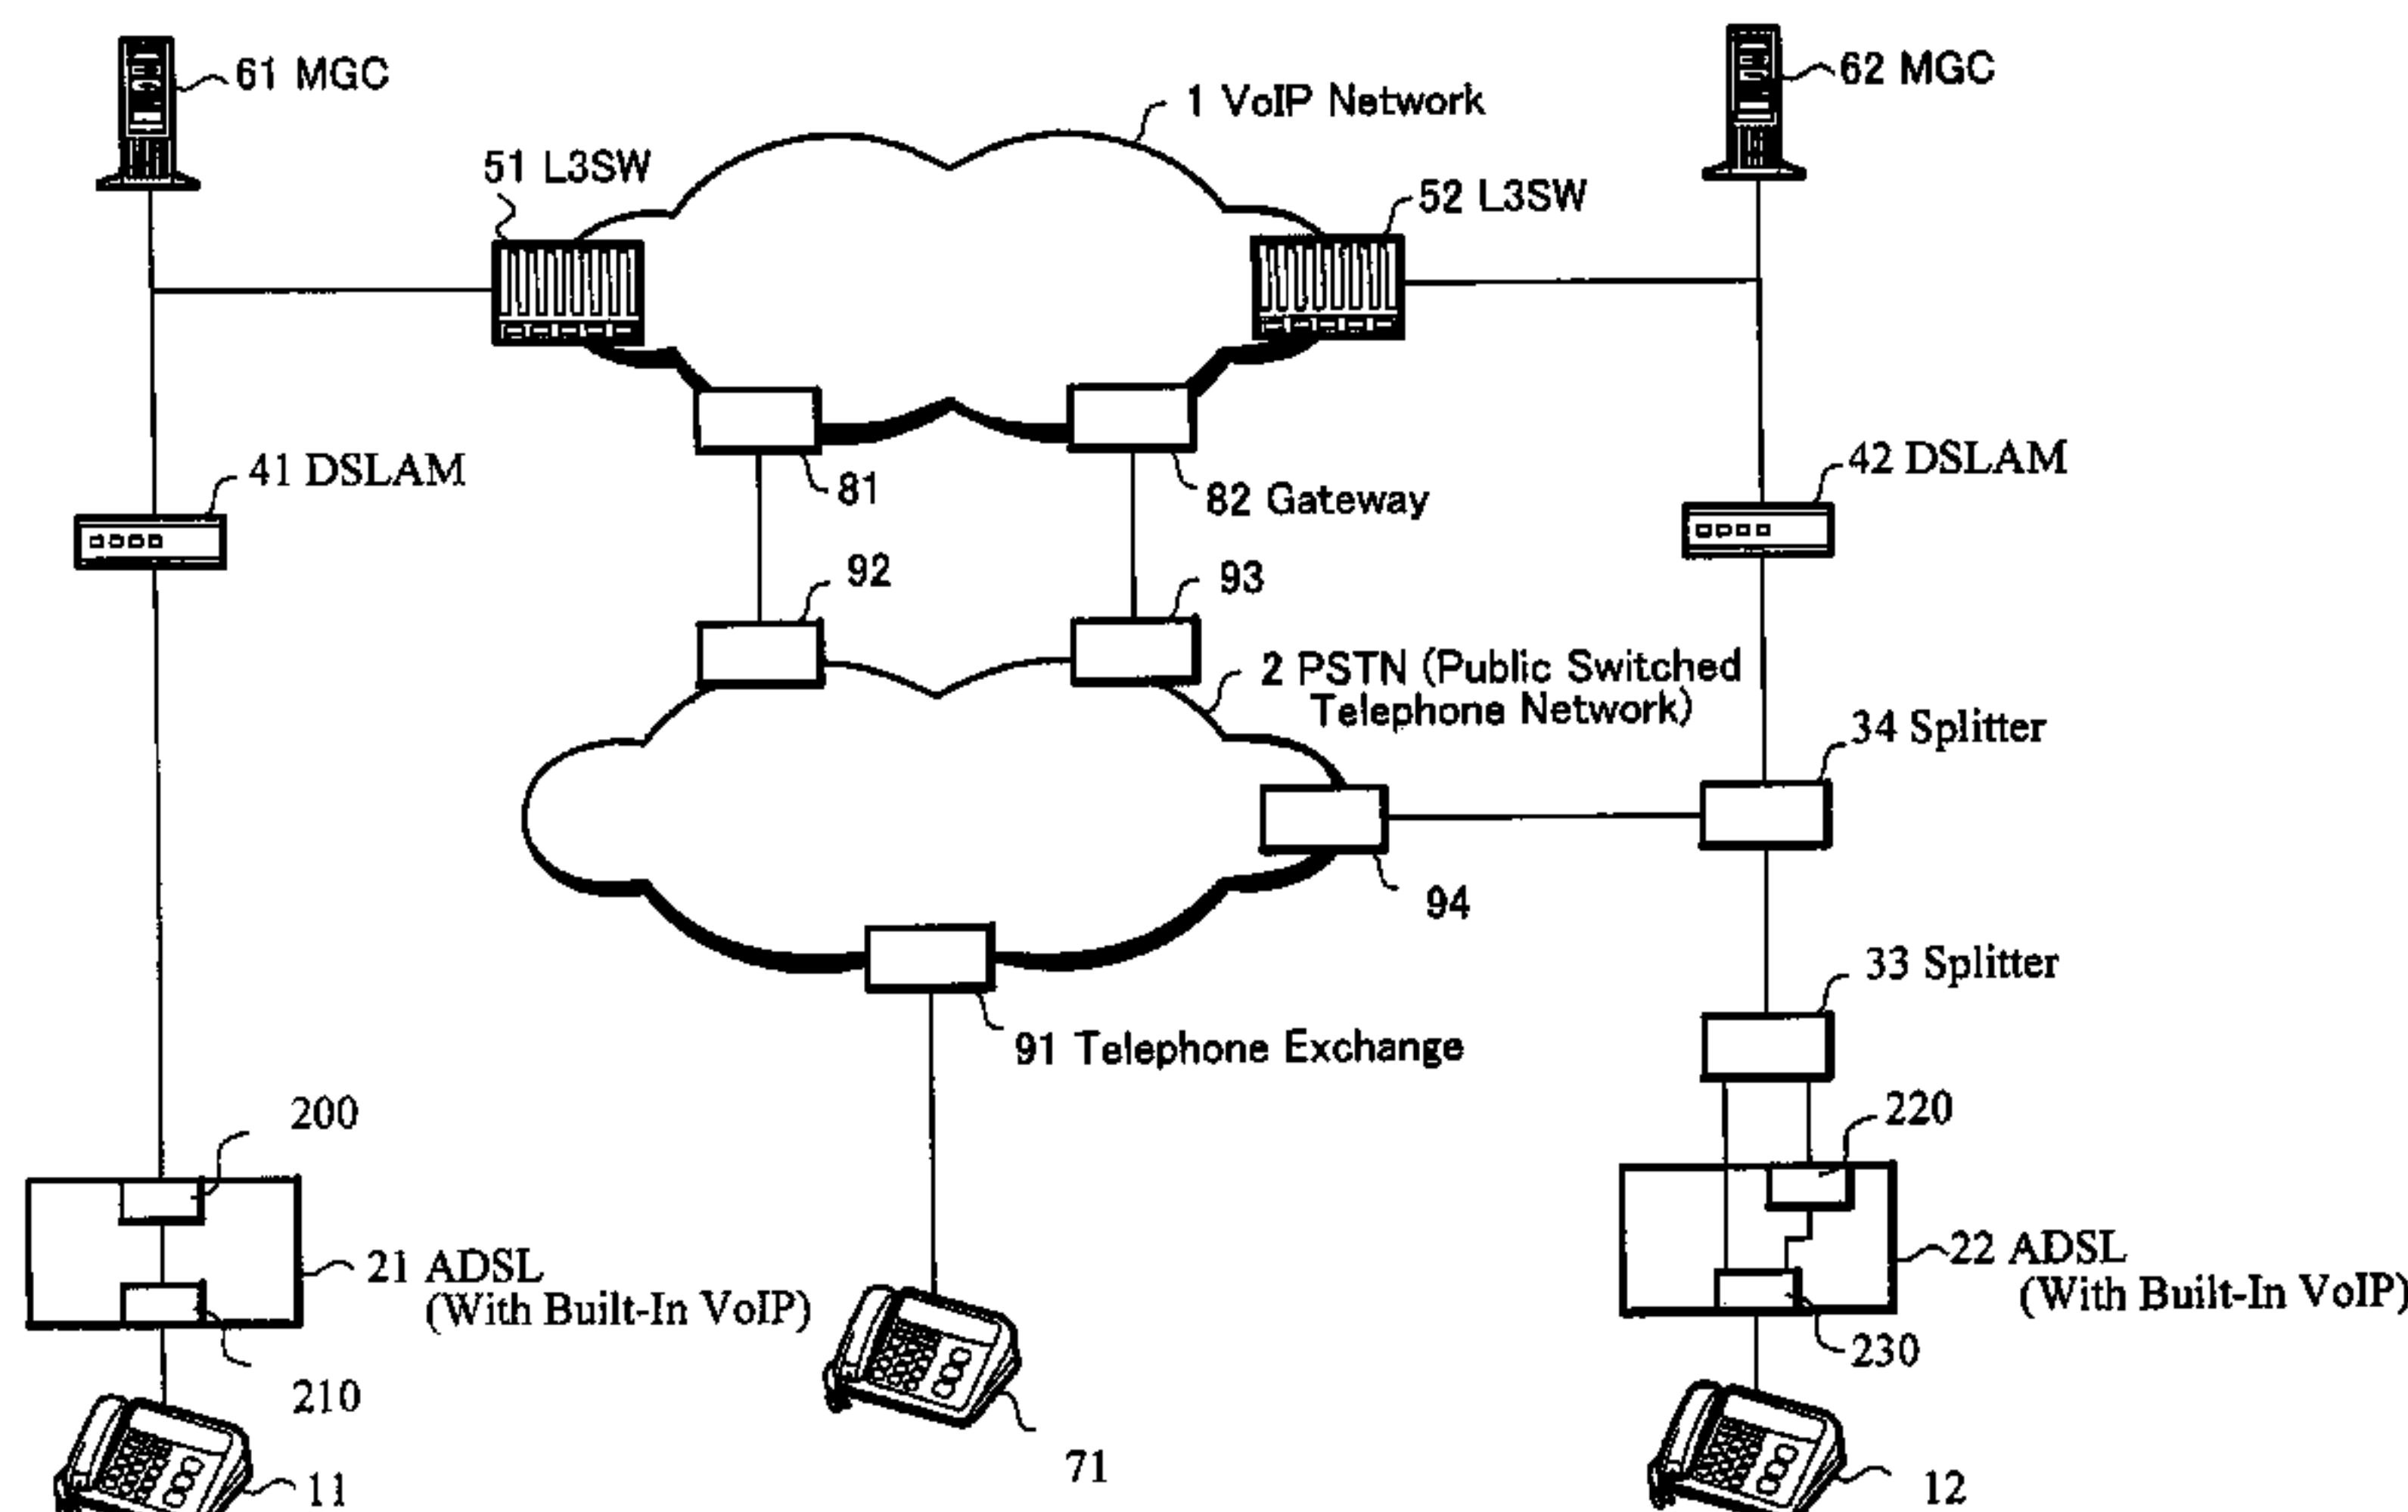 61 MGC
62 MGC
1 VoIP Network
51 L3SW
52 L3SW
41 DSLAM
42 DSLAM
81
82 Gateway
92
93
2 PSTN (Public Switched
Telephone Network)
34 Splitter
94
33 Splitter
91 Telephone Exchange
200
220
21 ADSL
(With Built-In VoIP)
22 ADSL
(With Built-In VoIP)
230
210
71
11
12